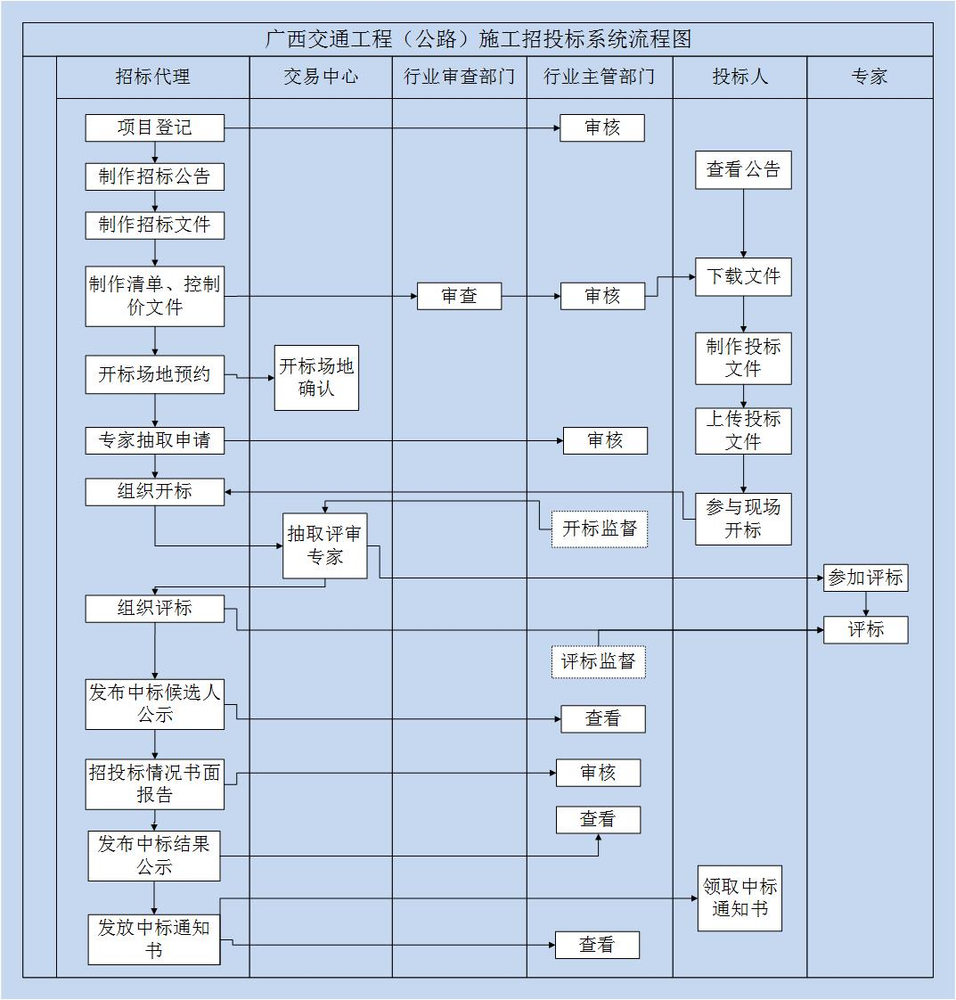 广西交通工程（公路）施工招投标系统流程图
招标代理
交易中心
行业审查部门
行业主管部门
投标人
专家
项目登记
审核
查看公告
制作招标公告
制作招标文件
制作清单、控制
价文件
审查
审核
下载文件
开标场地预约
开标场地
确认
制作投标
文件
专家抽取申请
审核
上传投标
文件
组织开标
抽取评审
专家
开标监督
参与现场
开标
参加评标
组织评标
评标
评标监督
发布中标候选人
公示
查看
招投标情况书面
报告
审核
查看
发布中标结果
公示
领取中标
通知书
发放中标通知
书
查看